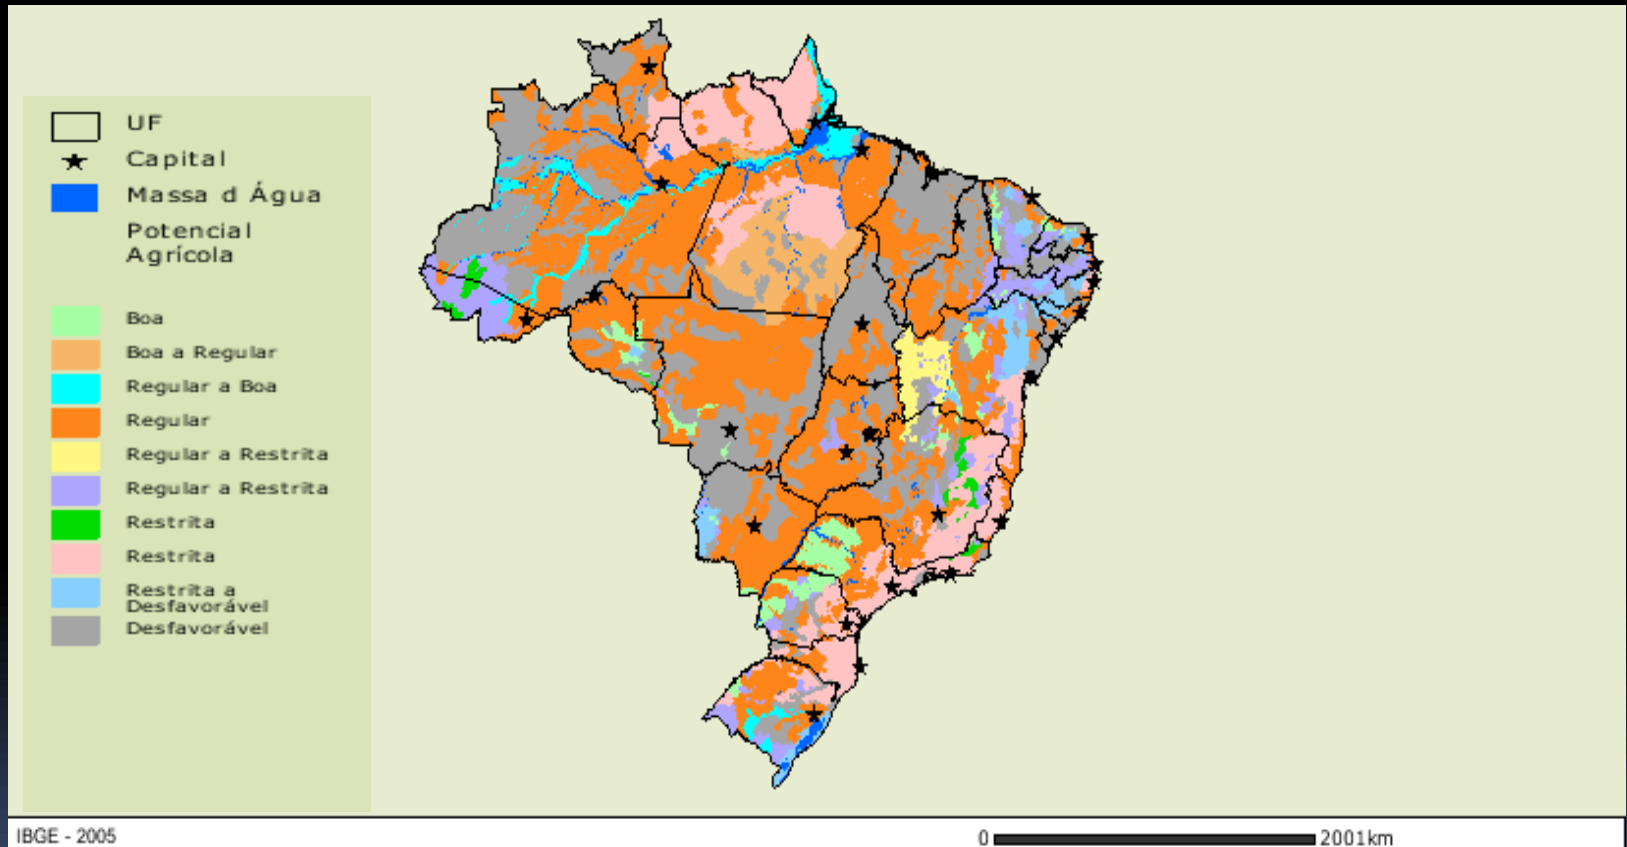 UF
Capital
Massa d Água
Potencial
Agrícola
Boa
Boa a Regular
Regular a Boa
Regular
Regular a Restrita
Regular a Restrita
Restrita
Restrita
Restrita a
Desfavorável
Desfavorável
IBGE - 2005
0 2001km